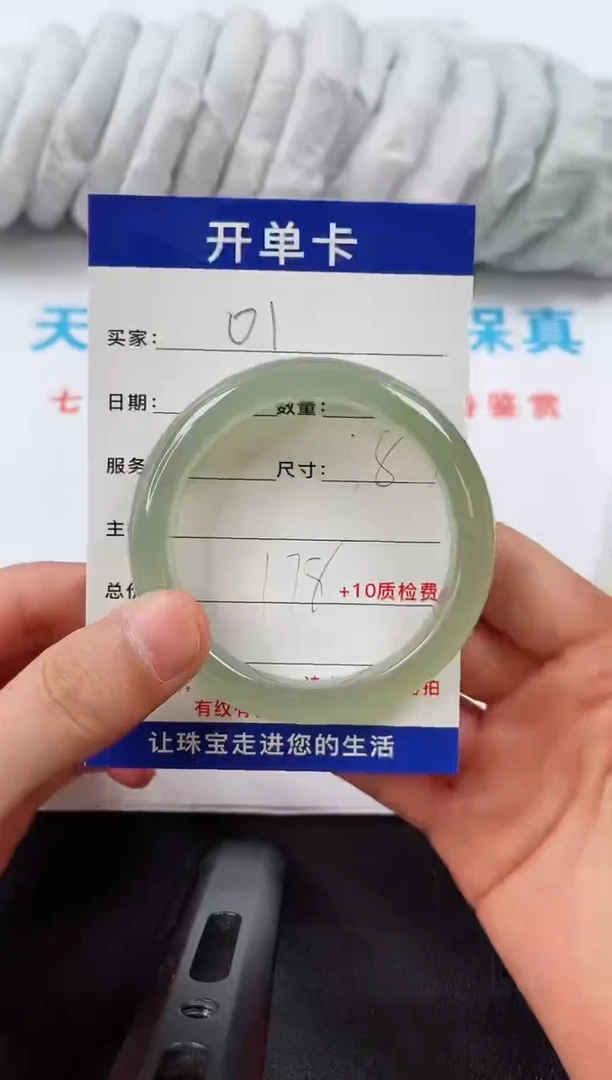 开单卡
天 保真
买家: 01
七 鉴赏
日期: 数量:
服务 尺寸: 8
主
178 +10质检费
拍
有纹
让珠宝走进您的生活